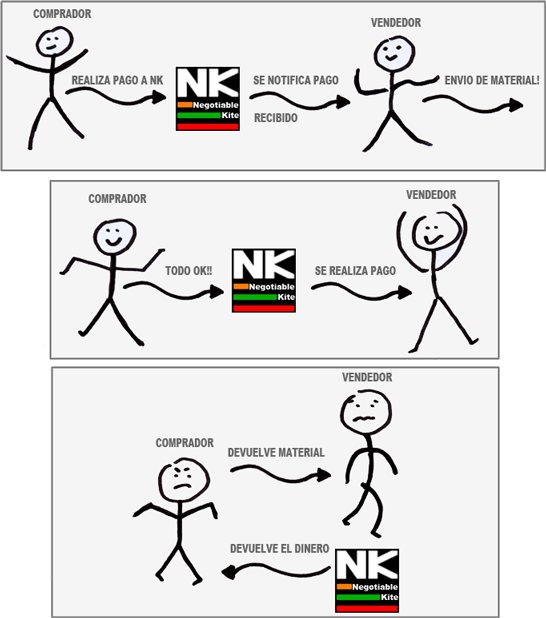 COMPRADOR
VENDEDOR
REALIZA PAGO A NK
NK
Negotiable
Kite
SE NOTIFICA PAGO
RECIBIDO
ENVIO DE MATERIAL!
COMPRADOR
VENDEDOR
TODO OK!!
NK
Negotiable
Kite
SE REALIZA PAGO
VENDEDOR
COMPRADOR
DEVUELVE MATERIAL
DEVUELVE EL DINERO
NK
Negotiable
Kite